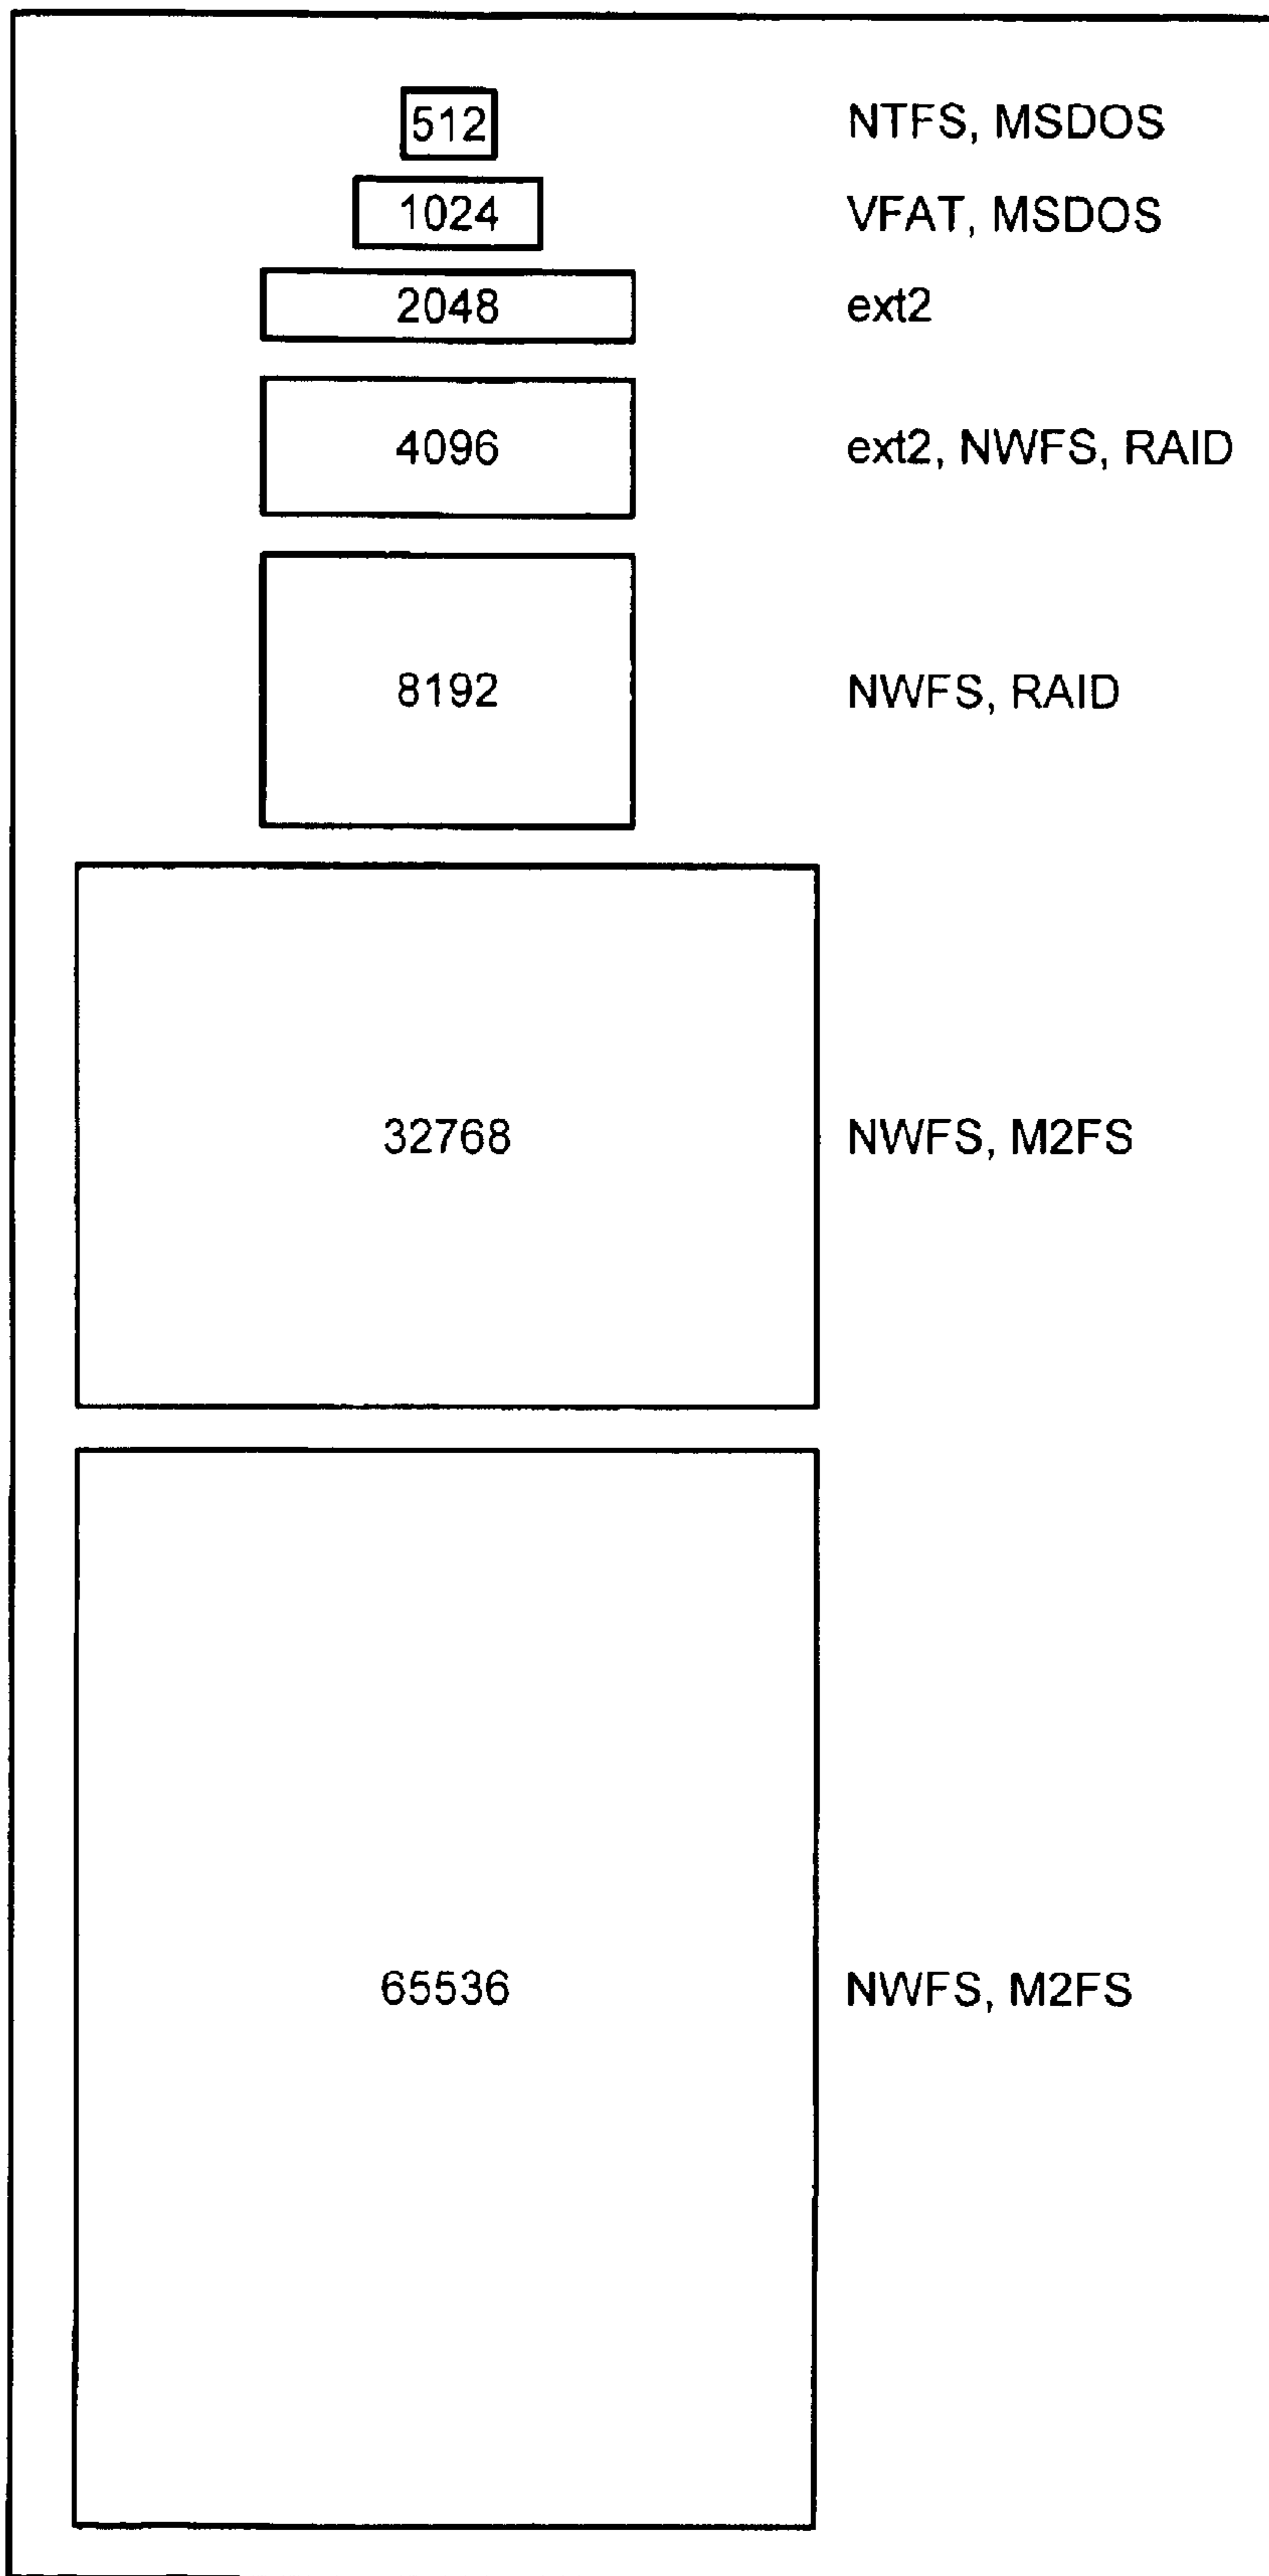 512 NTFS, MSDOS
1024 VFAT, MSDOS
2048 ext2
4096 ext2, NWFS, RAID
8192 NWFS, RAID
32768 NWFS, M2FS
65536 NWFS, M2FS